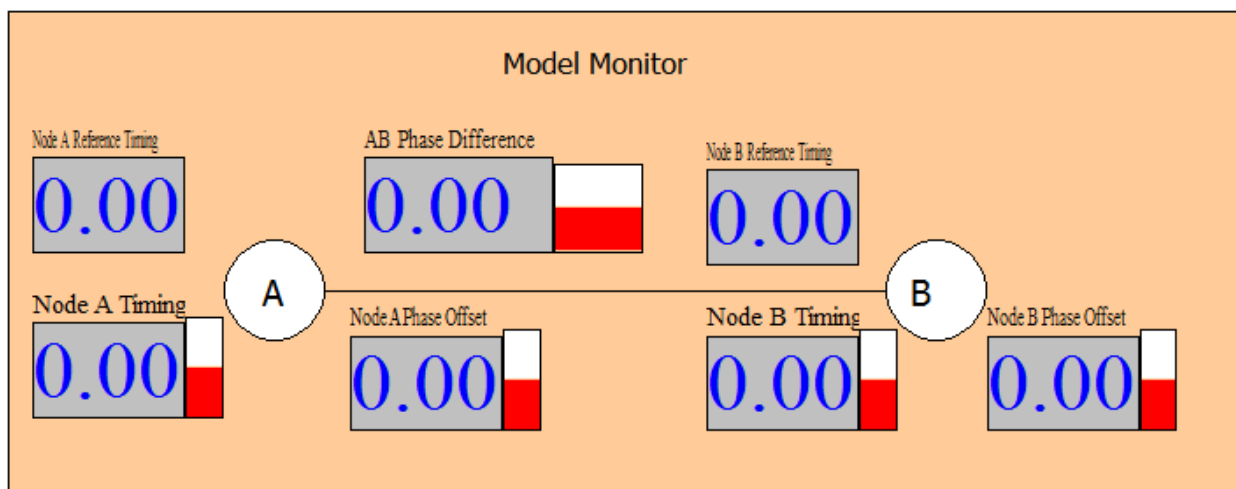 Model Monitor
Node A Reference Timing
0.00
AB Phase Difference
0.00
Node B Reference Timing
0.00
A
B
Node A Timing
0.00
Node A Phase Offset
0.00
Node B Timing
0.00
Node B Phase Offset
0.00